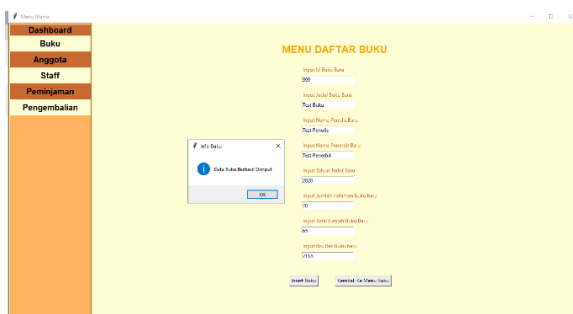 Menu Utama
Dashboard
Buku
Anggota
Staff
Peminjaman
Pengembalian
MENU DAFTAR BUKU
Input Id Buku Baru
999
Input Judul Buku Baru
Test Buku
Input Nama Penulis Baru
Test Penulis
Input Nama Penerbit Baru
Test Penerbit
Input Tahun Terbit Baru
2020
Input Jumlah Halaman Buku Baru
70
Input Total Jumlah Buku Baru
65
Input No. Rak Buku Baru
Info Buku
Data Buku Berhasil Diinput
OK
Insert Buku
Kembali Ke Menu Buku